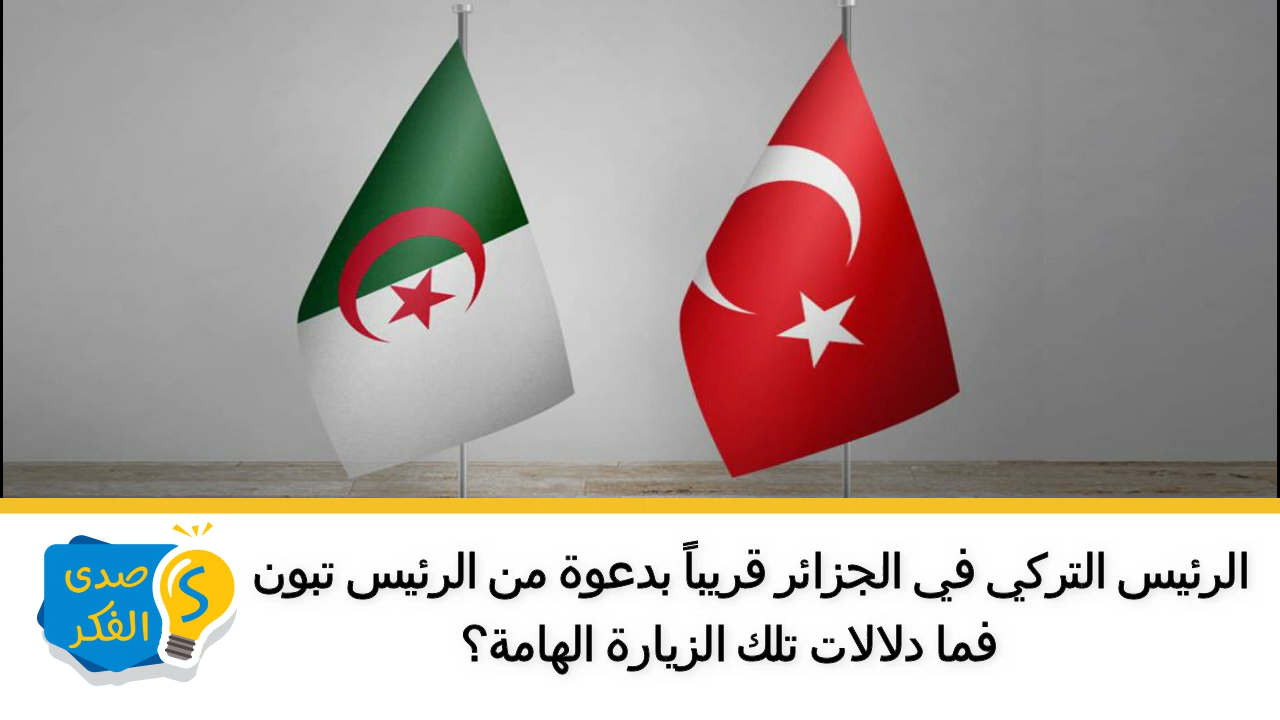 الرئيس التركي في الجزائر قريباً بدعوة من الرئيس تبون
فما دلالات تلك الزيارة الهامة؟
صدى
الفكر